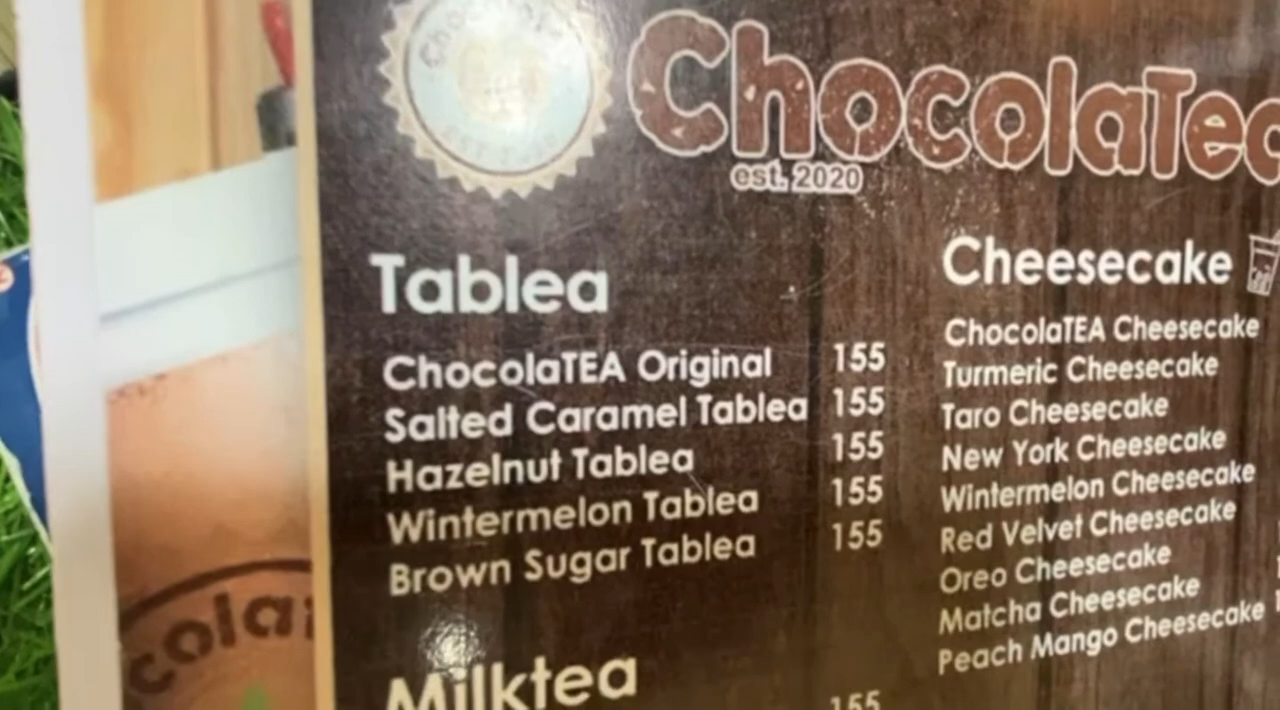 ChocolaTea
est. 2020
Tablea
ChocolaTEA Original 155
Salted Caramel Tablea 155
Hazelnut Tablea 155
Wintermelon Tablea 155
Brown Sugar Tablea 155
Milktea
155
Cheesecake
ChocolaTEA Cheesecake
Turmeric Cheesecake
Taro Cheesecake
New York Cheesecake
Wintermelon Cheesecake
Red Velvet Cheesecake
Oreo Cheesecake
Matcha Cheesecake
Peach Mango Cheesecake